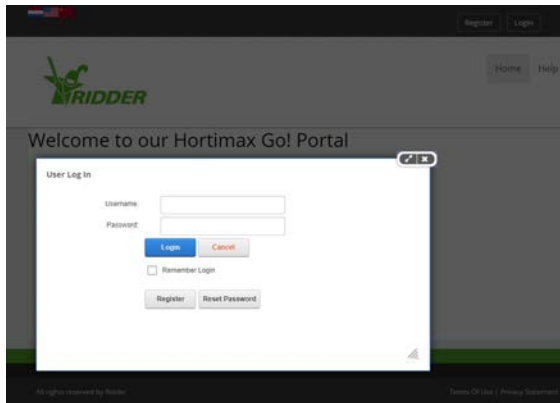 Register Login
RIDDER
Home Help
Welcome to our Hortimax Go! Portal
User Log In
Username:
Password:
Login Cancel
Remember Login
Register Reset Password
All rights reserved by Ridder
Terms Of Use | Privacy Statement